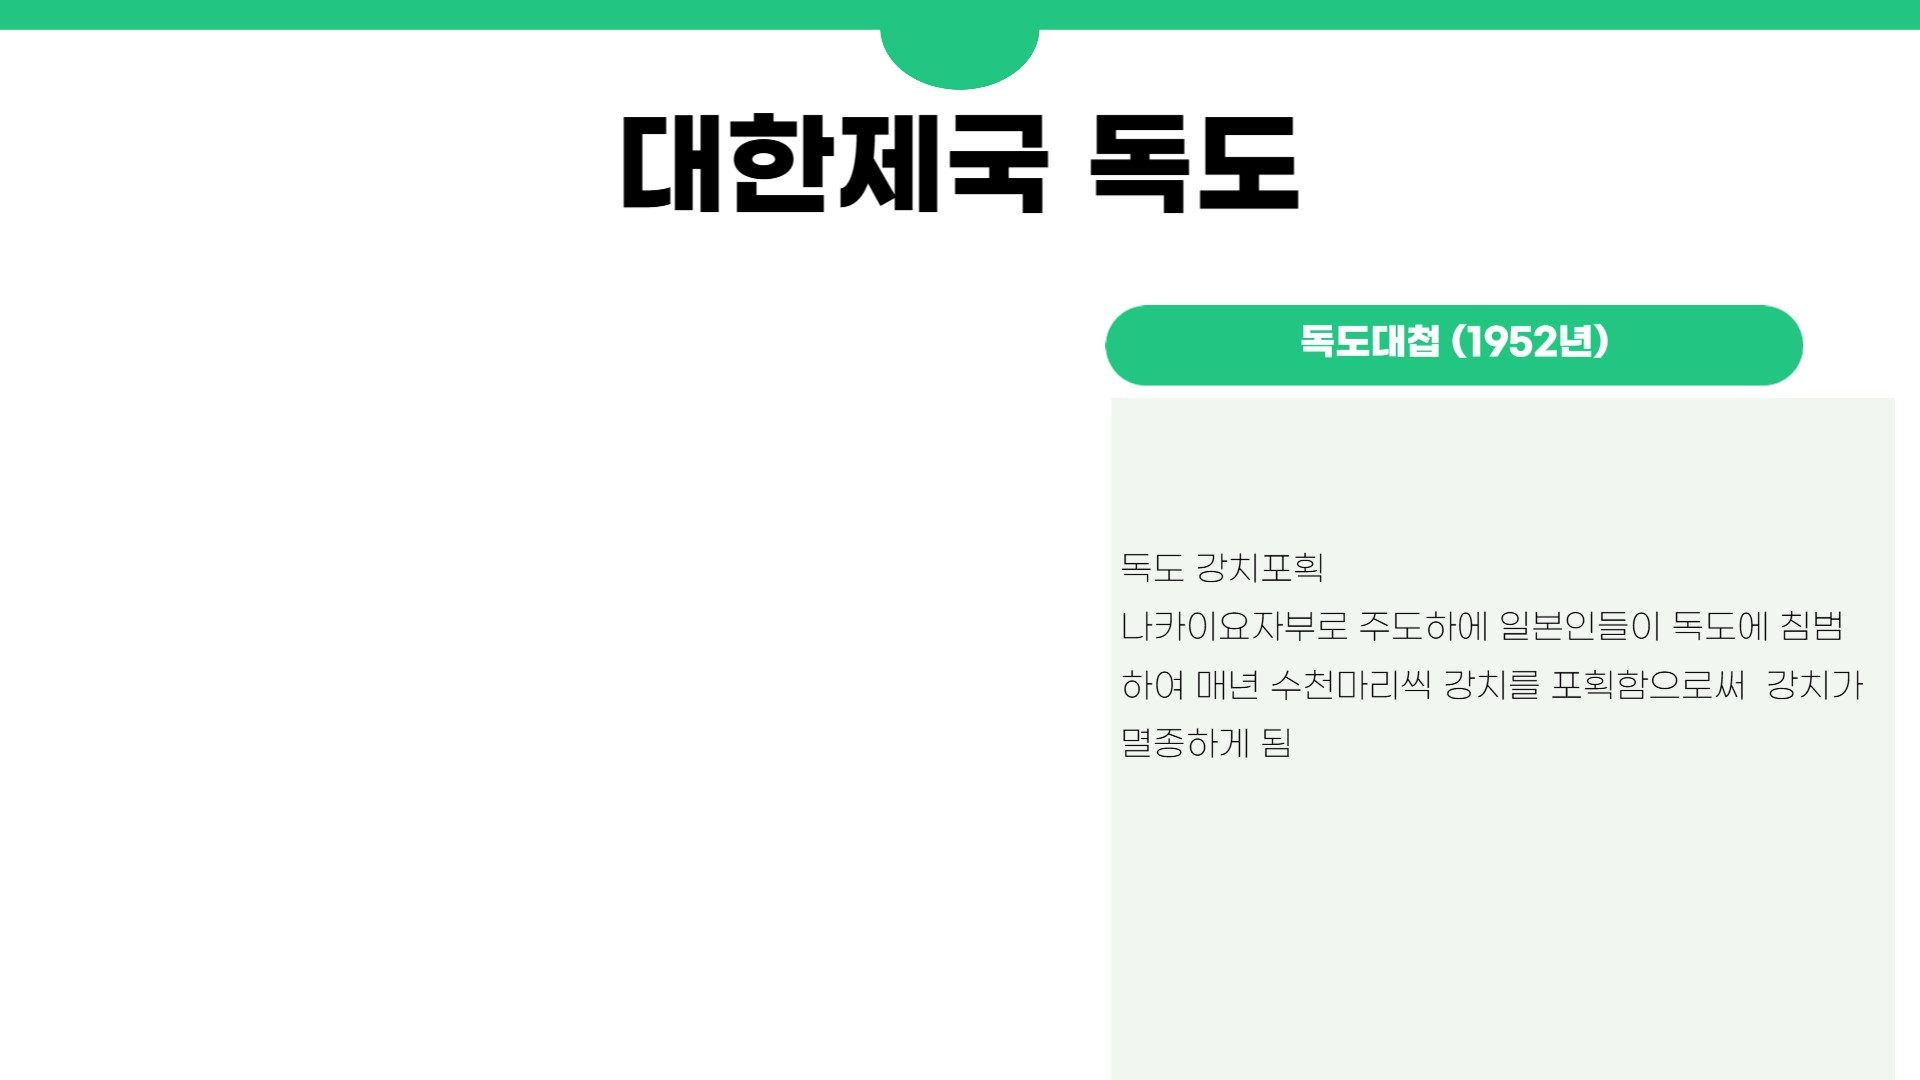 대한제국 독도
독도대첩 (1952년)
독도 강치포획
나카이요자부로 주도하에 일본인들이 독도에 침범
하여 매년 수천마리씩 강치를 포획함으로써  강치가
멸종하게 됨